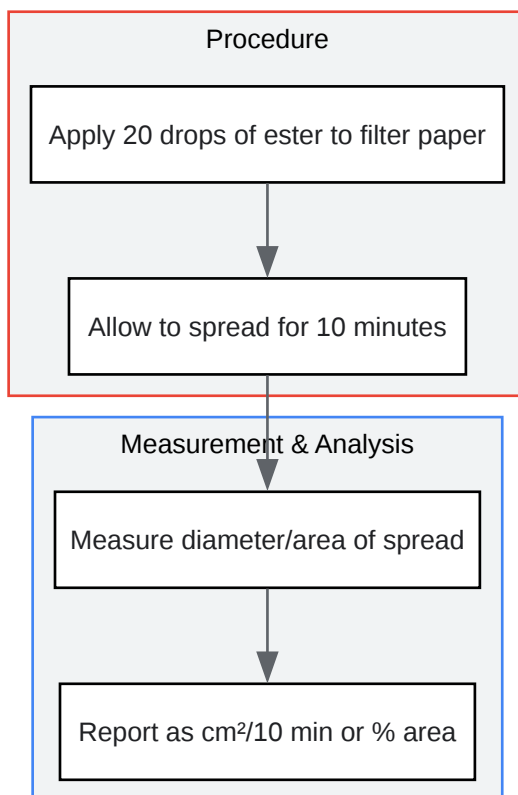 Procedure
Apply 20 drops of ester to filter paper
Allow to spread for 10 minutes
Measurement & Analysis
Measure diameter/area of spread
Report as cm²/10 min or % area